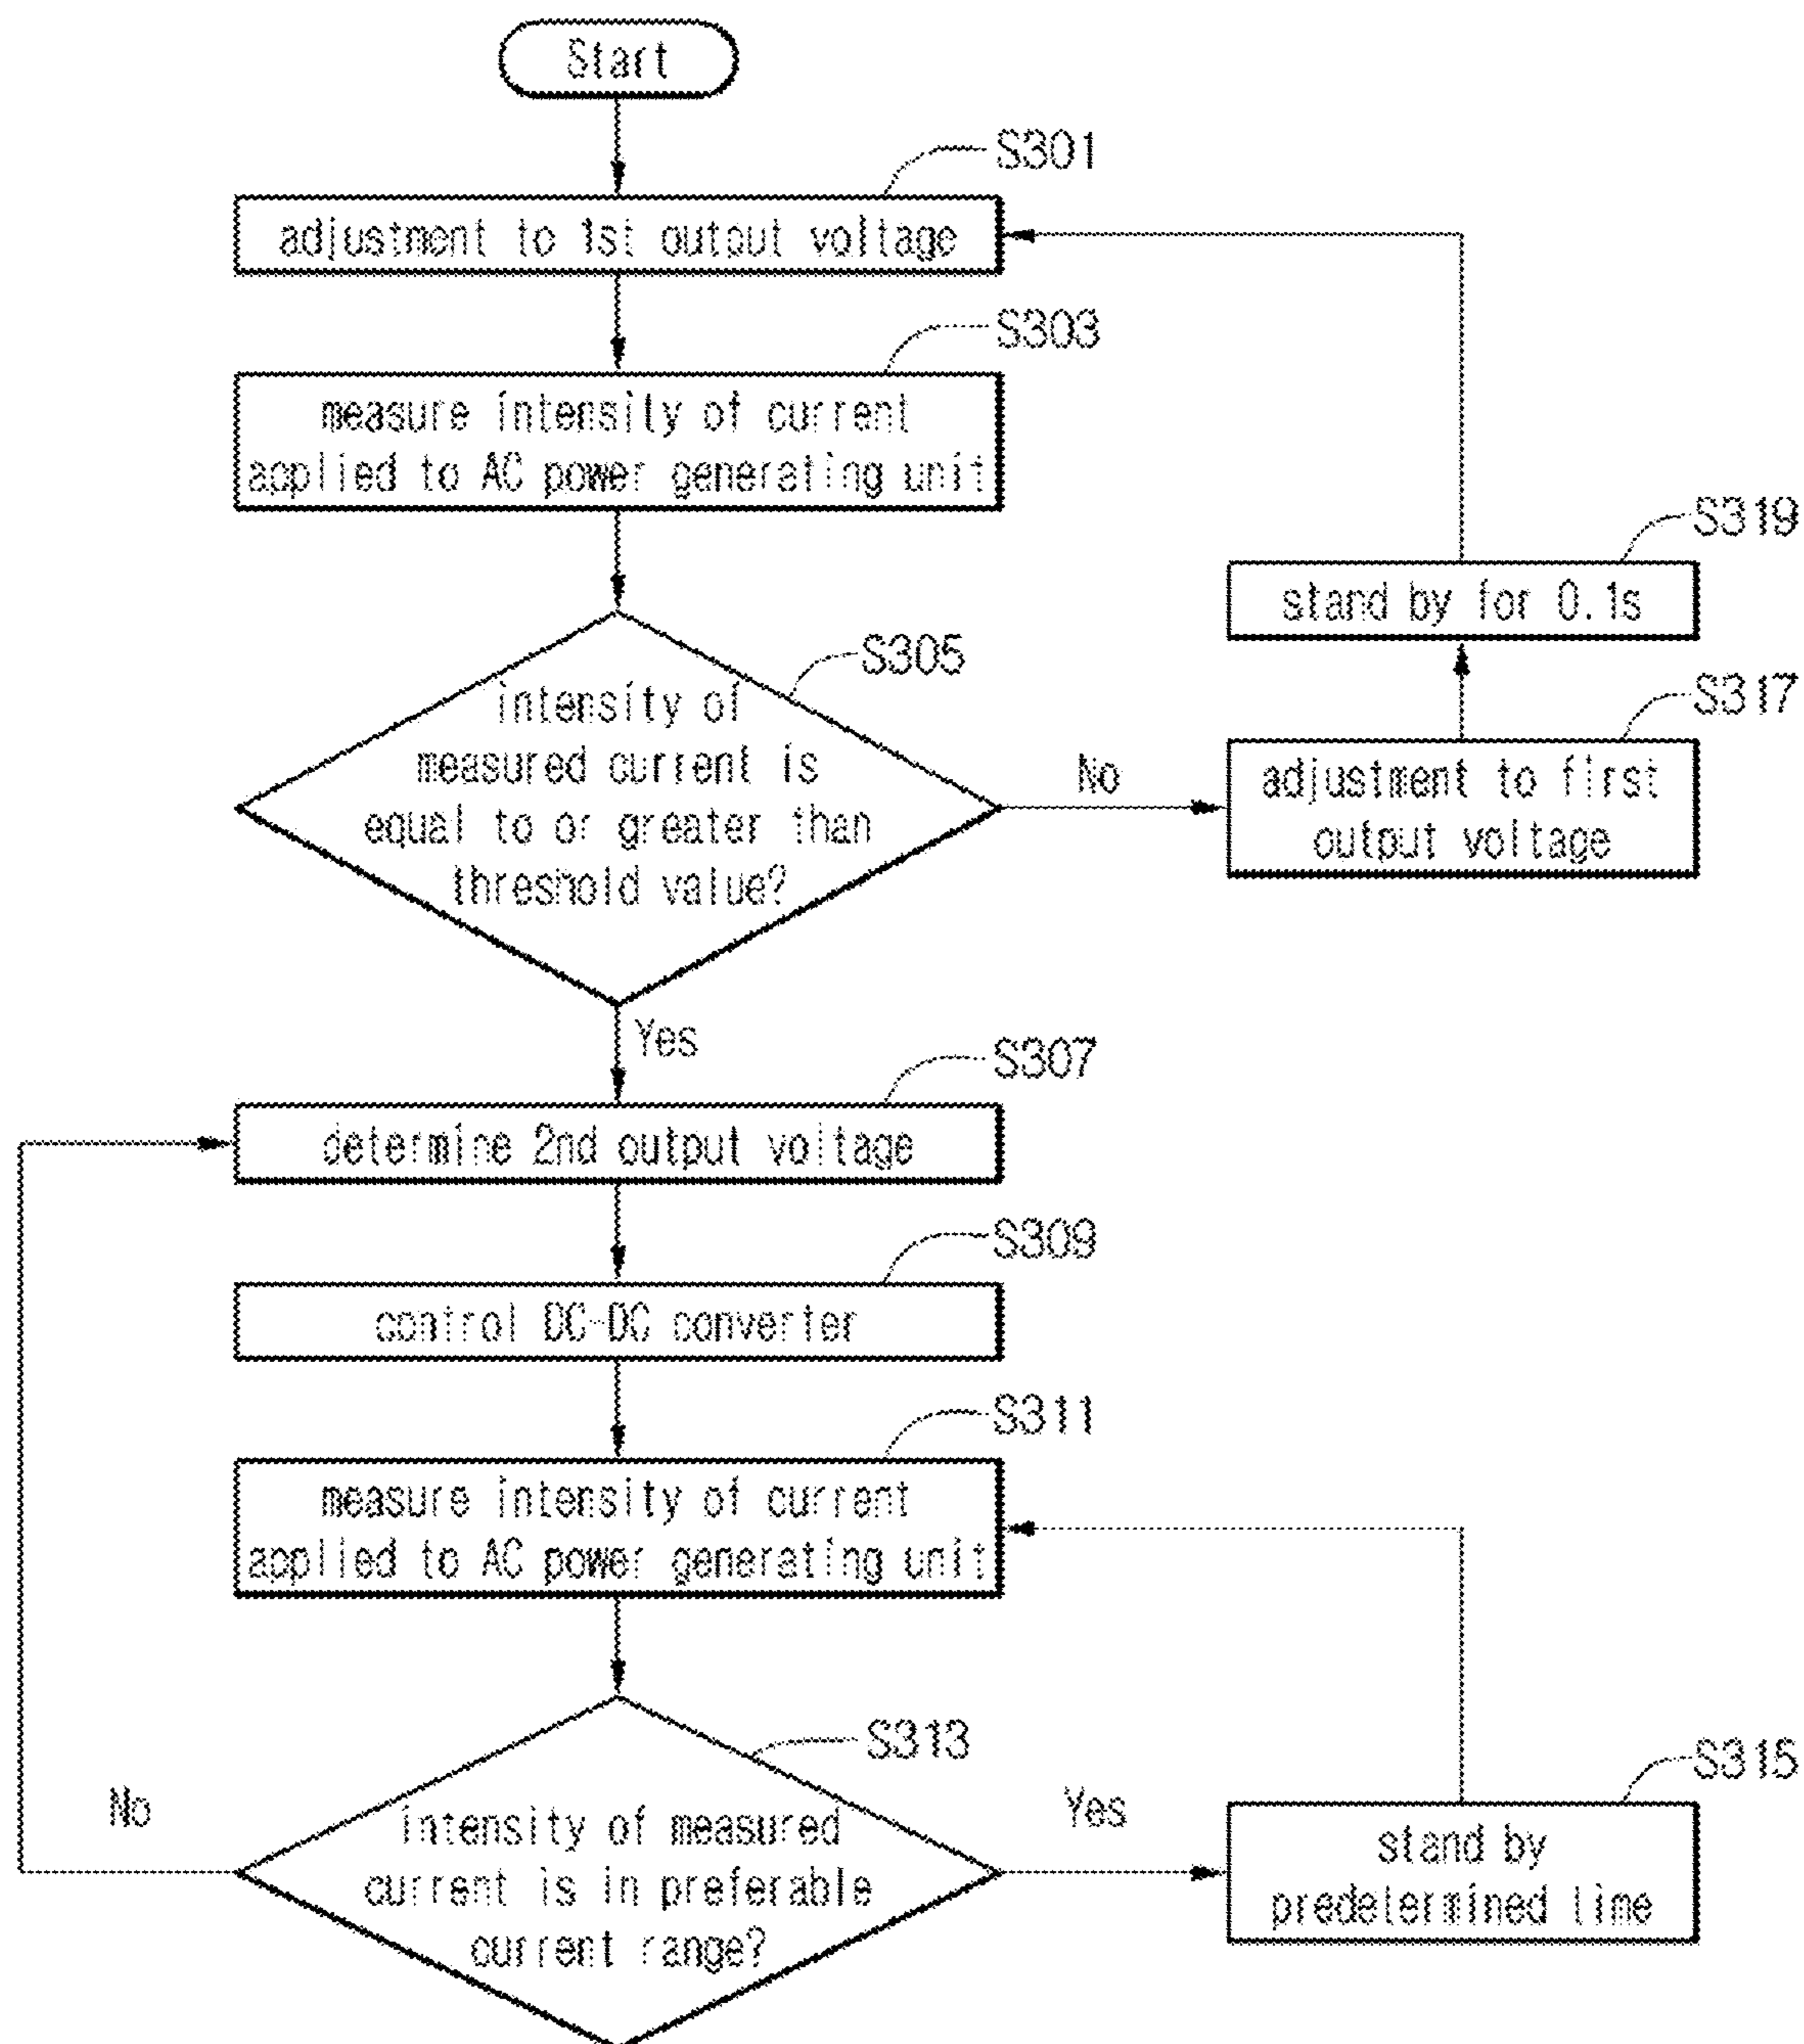 Start
S301
adjustment to 1st output voltage
S303
measure intensity of current
applied to AC power generating unit
S319
stand by for 0.1s
S305
intensity of
measured current is
equal to or greater than
threshold value?
No
S317
adjustment to first
output voltage
Yes
S307
determine 2nd output voltage
S309
control DC-DC converter
S311
measure intensity of current
applied to AC power generating unit
S313
intensity of measured
current is in preferable
current range?
No
Yes
S315
stand by
predetermined time